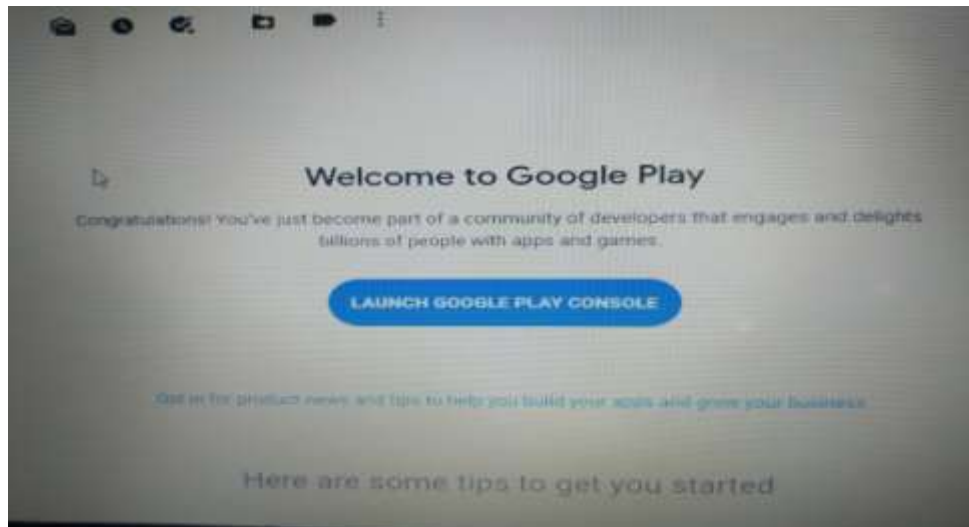 Welcome to Google Play
Congratulations! You've just become part of a community of developers that engages and delights
billions of people with apps and games.
LAUNCH GOOGLE PLAY CONSOLE
Opt in for product news and tips to help you build your apps and grow your business
Here are some tips to get you started